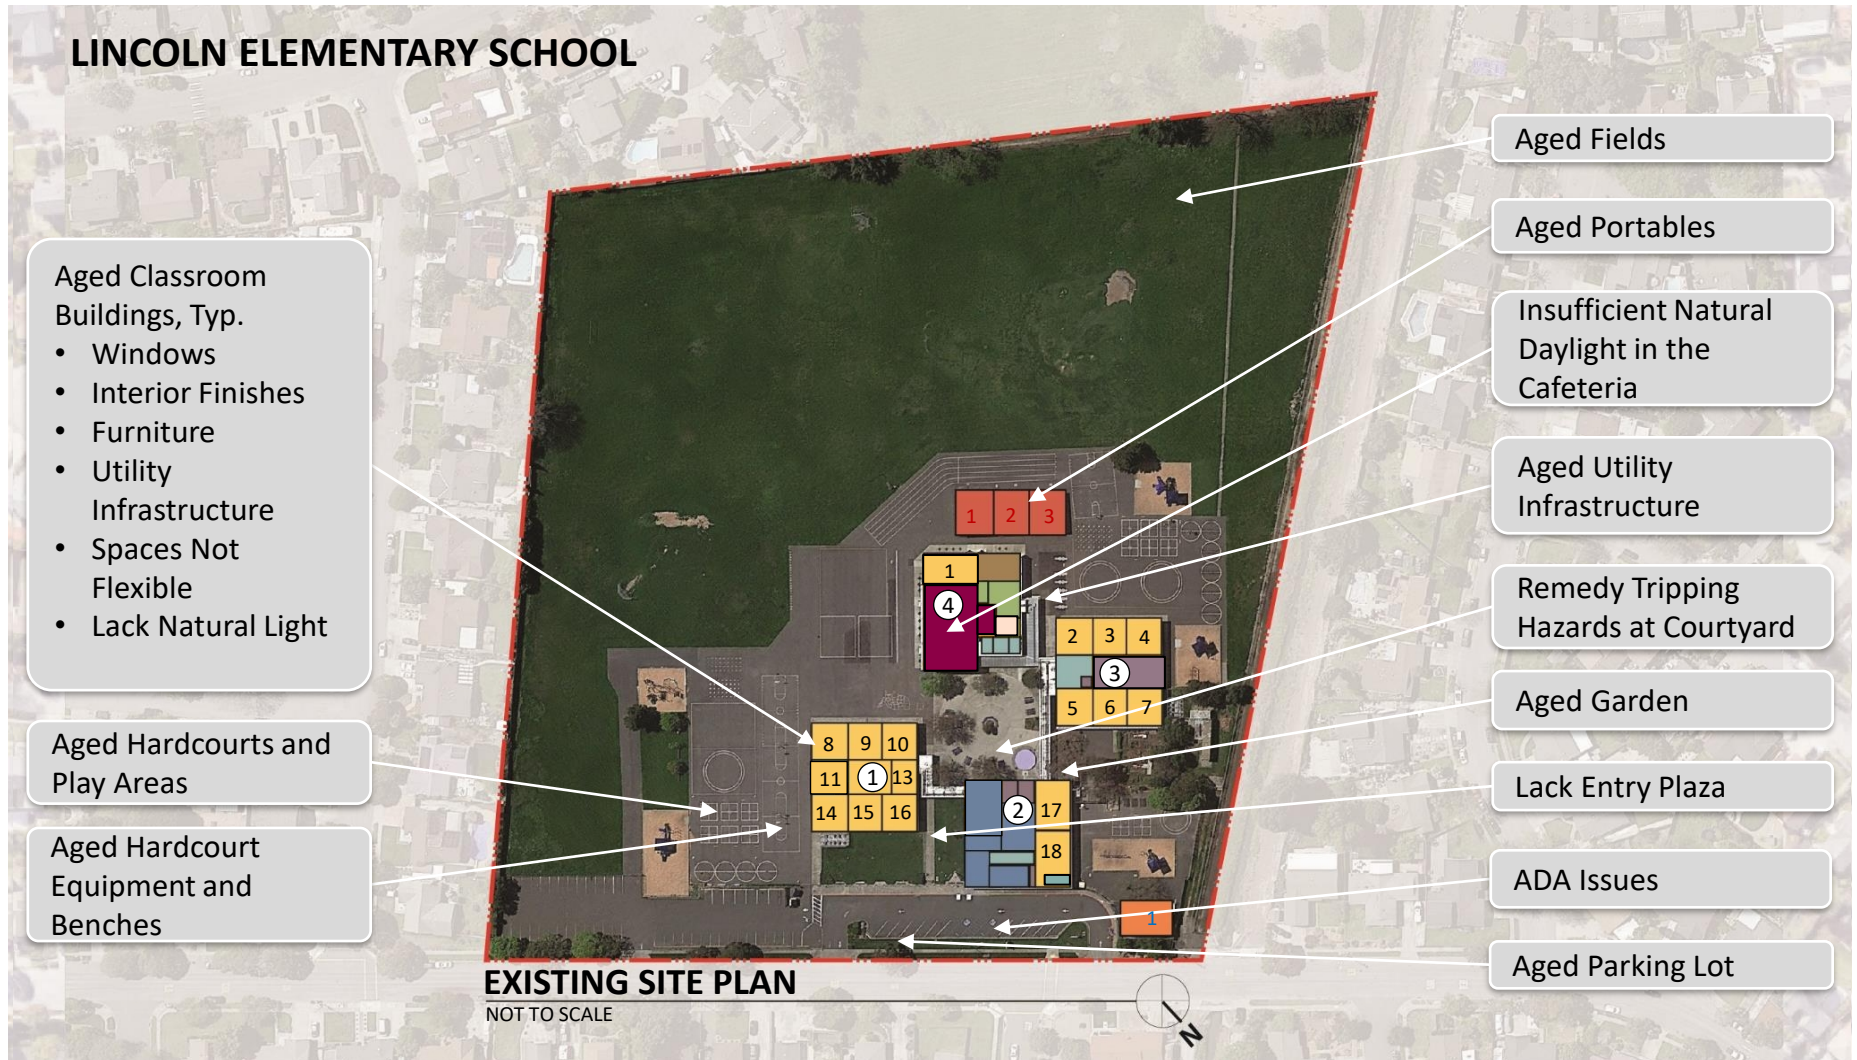 LINCOLN ELEMENTARY SCHOOL
Aged Classroom
Buildings, Typ.
• Windows
• Interior Finishes
• Furniture
• Utility
Infrastructure
• Spaces Not
Flexible
• Lack Natural Light
Aged Hardcourts and
Play Areas
Aged Hardcourt
Equipment and
Benches
Aged Fields
Aged Portables
Insufficient Natural
Daylight in the
Cafeteria
Aged Utility
Infrastructure
Remedy Tripping
Hazards at Courtyard
Aged Garden
Lack Entry Plaza
ADA Issues
Aged Parking Lot
1 2 3
1
4
2 3 4
3
5 6 7
8 9 10
11 1 13
14 15 16
2 17
18
1
EXISTING SITE PLAN
NOT TO SCALE
N